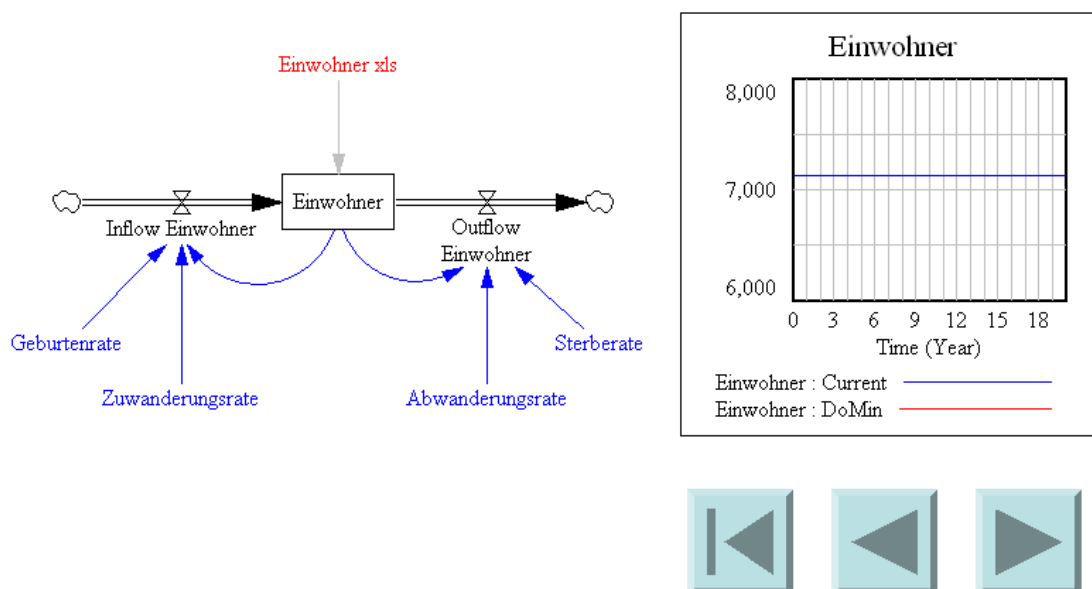 Einwohner xls
Einwohner
Inflow Einwohner
Outflow
Einwohner
Geburtenrate
Sterberate
Zuwanderungsrate
Abwanderungsrate
Einwohner
8,000
7,000
6,000
0 3 6 9 12 15 18
Time (Year)
Einwohner : Current
Einwohner : DoMin